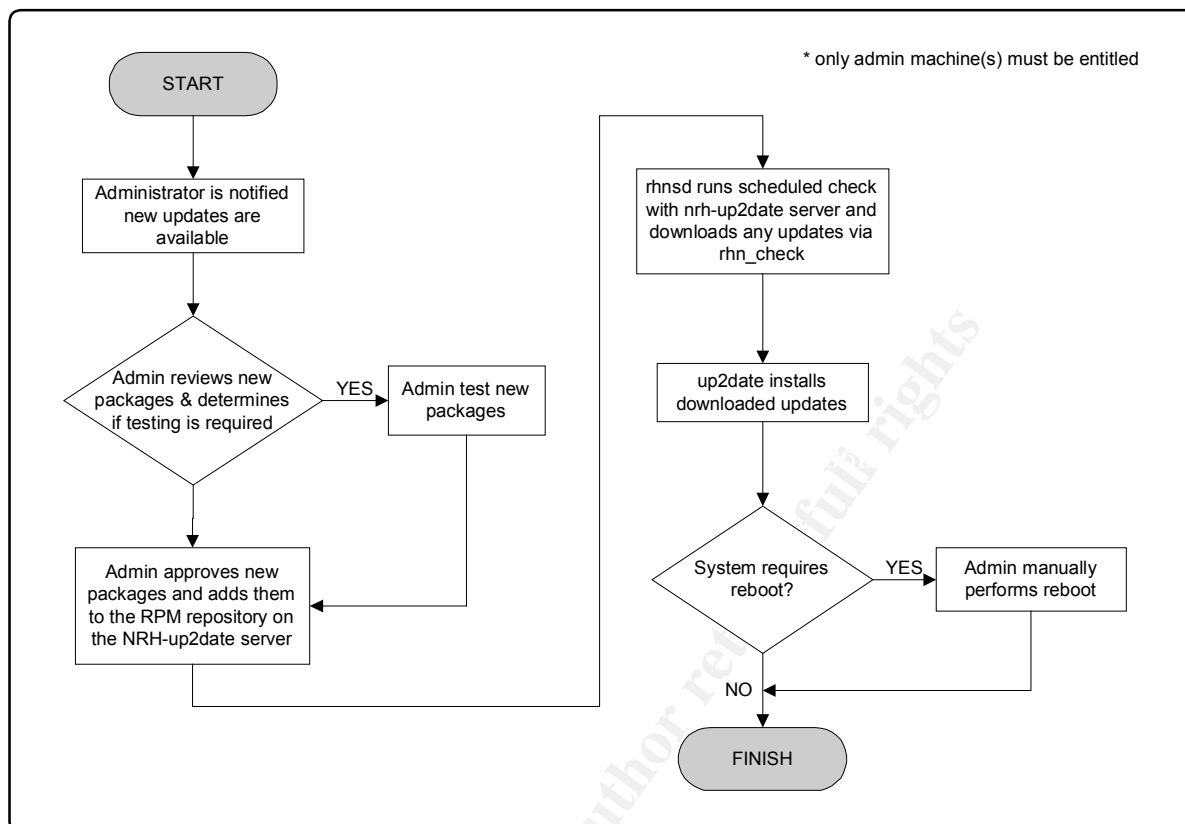 * only admin machine(s) must be entitled
START
Administrator is notified
new updates are
available
Admin reviews new
packages & determines
if testing is required
YES
Admin test new
packages
Admin approves new
packages and adds them
to the RPM repository on
the NRH-up2date server
rhnsd runs scheduled check
with nrh-up2date server and
downloads any updates via
rhn_check
up2date installs
downloaded updates
System requires
reboot?
YES
Admin manually
performs reboot
NO
FINISH
full rights